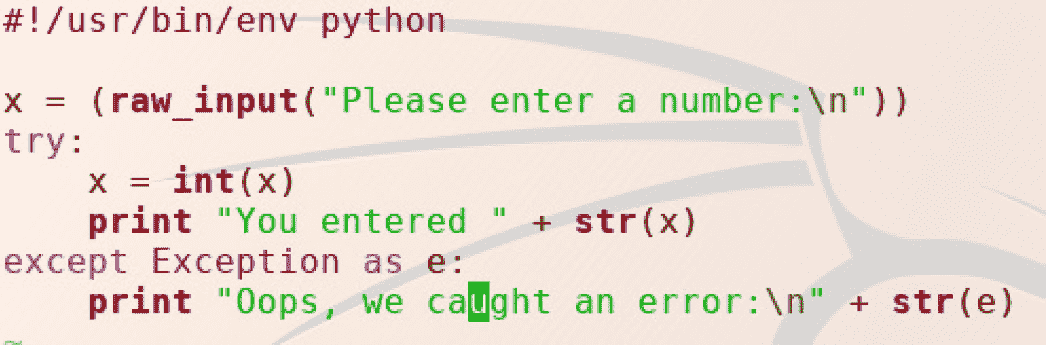 #!/usr/bin/env python
x = (raw_input("Please enter a number:\n"))
try:
    x = int(x)
    print "You entered " + str(x)
except Exception as e:
    print "Oops, we caught an error:\n" + str(e)
~